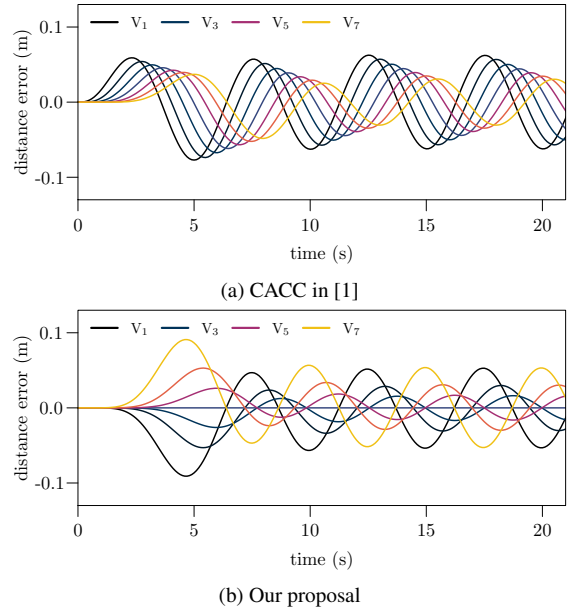 0.1
V1 V3 V5 V7
distance error (m)
0.0
-0.1
0 5 10 15 20
time (s)
(a) CACC in [1]
0.1
V1 V3 V5 V7
distance error (m)
0.0
-0.1
0 5 10 15 20
time (s)
(b) Our proposal